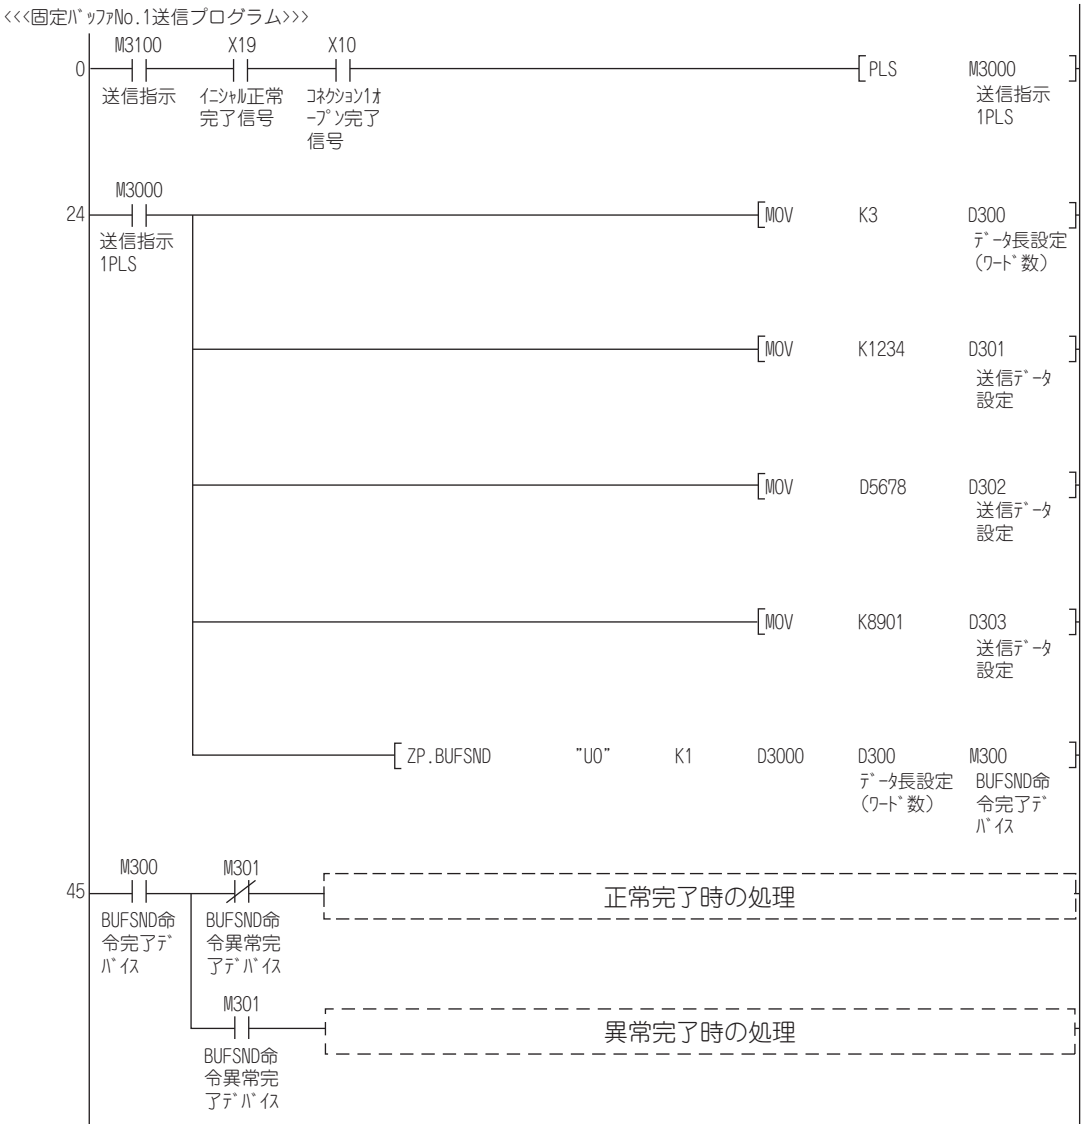 <<<固定ﾊﾞｯﾌｧNo.1送信プログラム>>>
M3100 X19 X10
0 PLS M3000
送信指示 ｲﾆｼｬﾙ正常 ｺﾈｸｼｮﾝ1ｵ 送信指示
完了信号 ｰﾌﾟﾝ完了 1PLS
信号
M3000
24 MOV K3 D300
送信指示 ﾃﾞｰﾀ長設定
1PLS (ﾜｰﾄﾞ数)
MOV K1234 D301
送信ﾃﾞｰﾀ
設定
MOV D5678 D302
送信ﾃﾞｰﾀ
設定
MOV K8901 D303
送信ﾃﾞｰﾀ
設定
ZP.BUFSND "U0" K1 D3000 D300 M300
ﾃﾞｰﾀ長設定 BUFSND命
(ﾜｰﾄﾞ数) 令完了ﾃﾞ
ﾊﾞｲｽ
M300 M301
45 正常完了時の処理
BUFSND命 BUFSND命
令完了ﾃﾞ 令異常完
ﾊﾞｲｽ 了ﾃﾞﾊﾞｲｽ
M301
異常完了時の処理
BUFSND命
令異常完
了ﾃﾞﾊﾞｲｽ